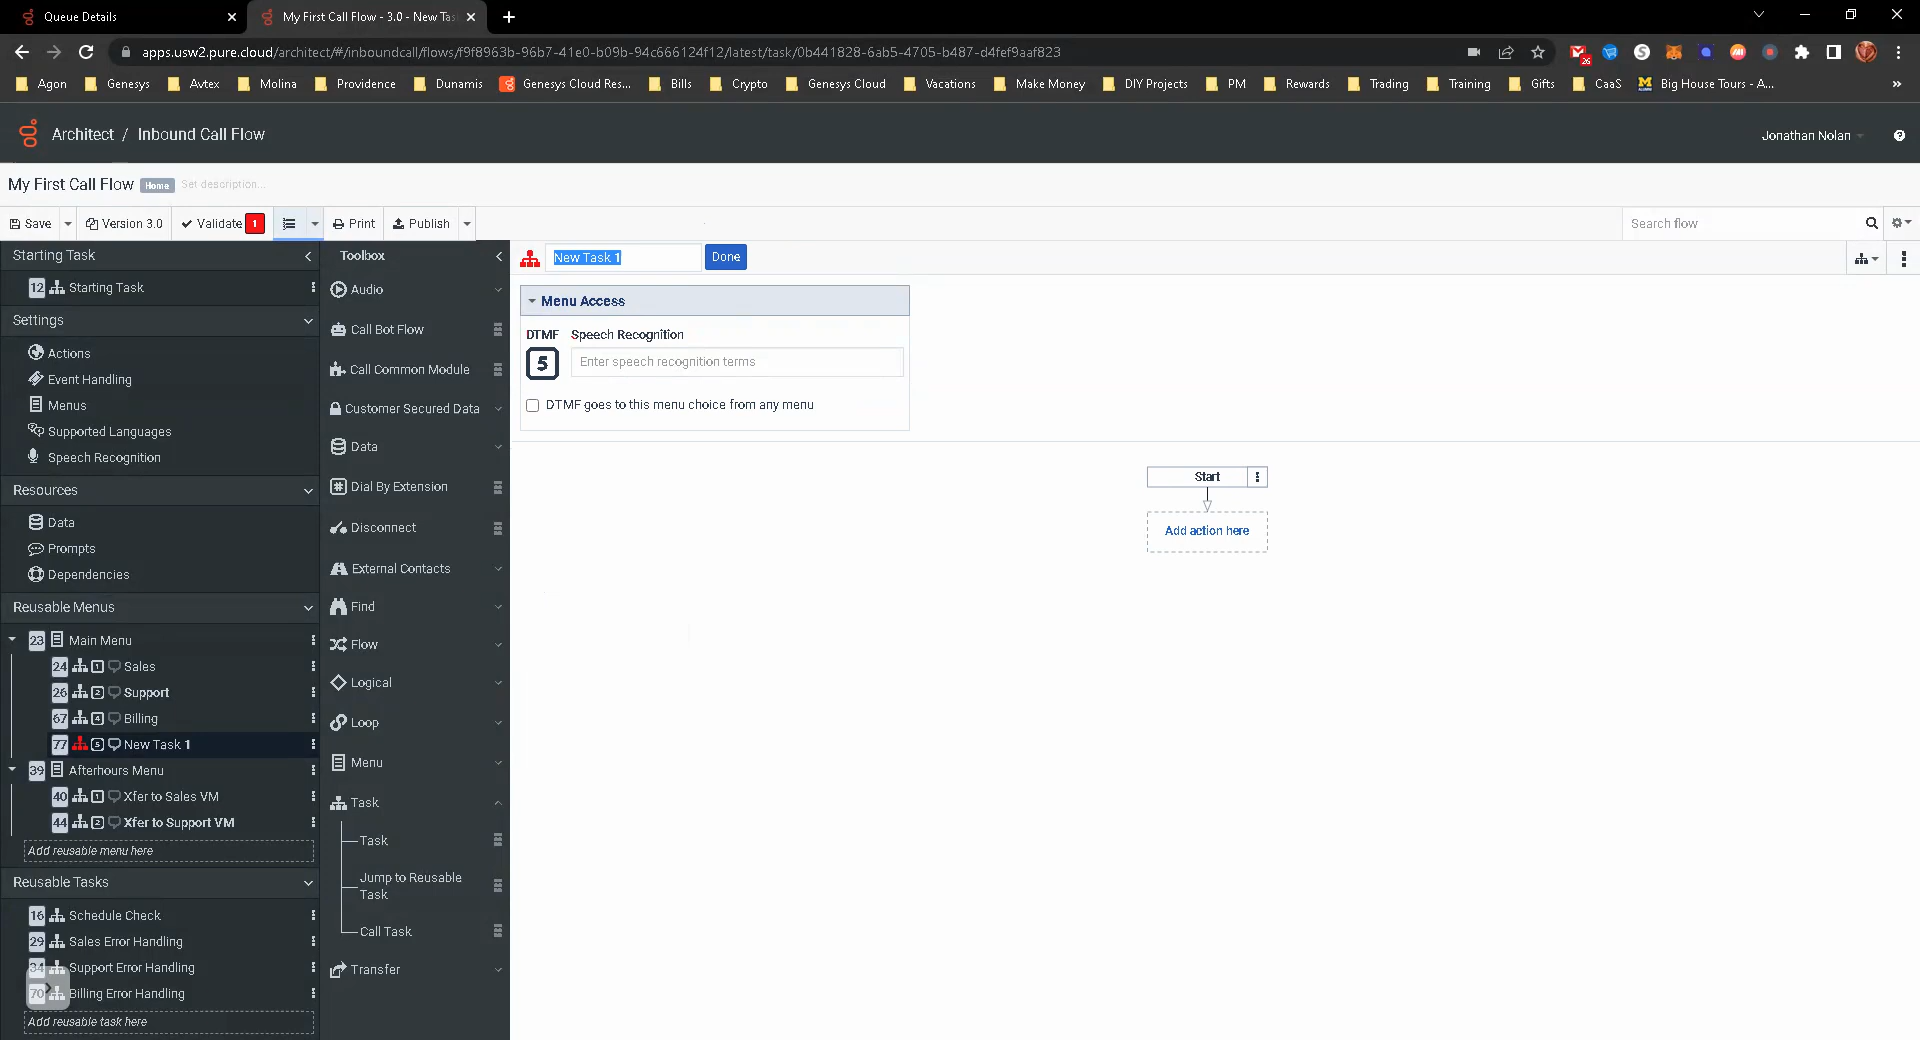 Queue Details
My First Call Flow - 3.0 - New Tas
apps.usw2.pure.cloud/architect/#/inboundcall/flows/f9f8963b-96b7-41e0-b09b-94c666124f12/latest/task/0b441828-6ab5-4705-b487-d4fef9aaf823
26
Agon Genesys Avtex Molina Providence Dunamis Genesys Cloud Res... Bills Crypto Genesys Cloud Vacations Make Money DIY Projects PM Rewards Trading Training Gifts CaaS Big House Tours - A... »
Architect / Inbound Call Flow
Jonathan Nolan
My First Call Flow Home Set description...
Save Version 3.0 Validate 1 Print Publish
Search flow
Starting Task
12 Starting Task
Settings
Actions
Event Handling
Menus
Supported Languages
Speech Recognition
Resources
Data
Prompts
Dependencies
Reusable Menus
23 Main Menu
24 1 Sales
26 2 Support
67 4 Billing
77 5 New Task 1
39 Afterhours Menu
40 1 Xfer to Sales VM
44 2 Xfer to Support VM
Add reusable menu here
Reusable Tasks
16 Schedule Check
29 Sales Error Handling
34 Support Error Handling
70 Billing Error Handling
Add reusable task here
Toolbox
Audio
Call Bot Flow
Call Common Module
Customer Secured Data
Data
Dial By Extension
Disconnect
External Contacts
Find
Flow
Logical
Loop
Menu
Task
Task
Jump to Reusable
Task
Call Task
Transfer
New Task 1 Done
Menu Access
DTMF Speech Recognition
5 Enter speech recognition terms
DTMF goes to this menu choice from any menu
Start
Add action here